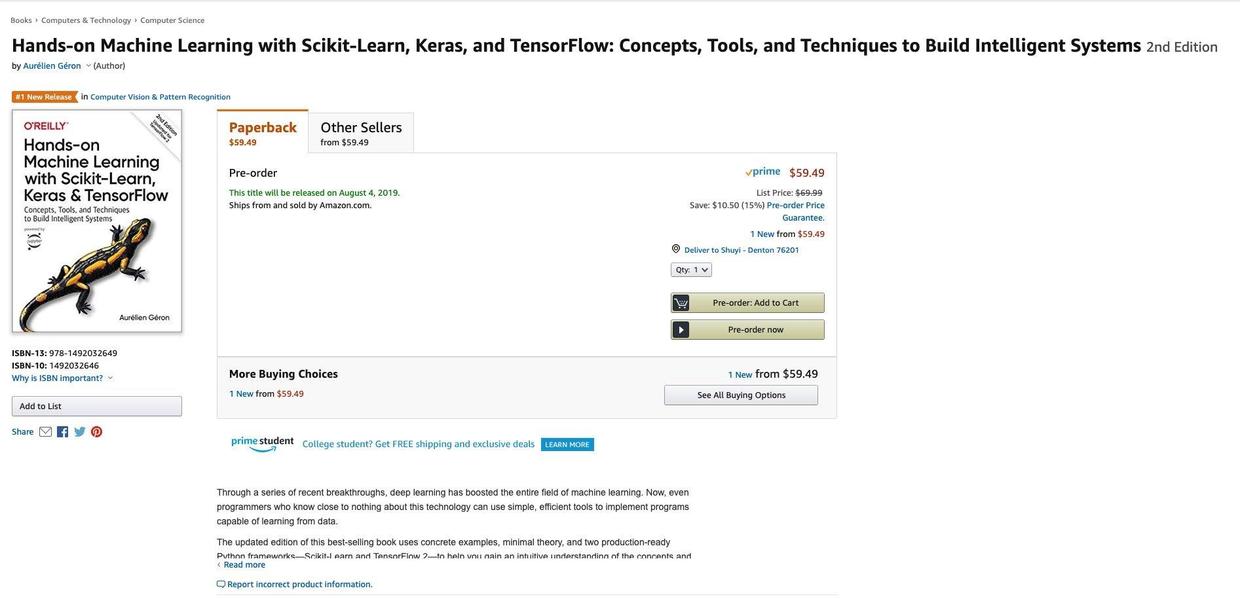 Books › Computers & Technology › Computer Science
Hands-on Machine Learning with Scikit-Learn, Keras, and TensorFlow: Concepts, Tools, and Techniques to Build Intelligent Systems 2nd Edition
by Aurélien Géron (Author)
#1 New Release in Computer Vision & Pattern Recognition
O'REILLY
2nd Edition
Updated for
TensorFlow 2
Hands-on
Machine Learning
with Scikit-Learn,
Keras & TensorFlow
Concepts, Tools, and Techniques
to Build Intelligent Systems
powered by
jupyter
Aurélien Géron
ISBN-13: 978-1492032649
ISBN-10: 1492032646
Why is ISBN important?
Add to List
Share
Paperback
$59.49
Other Sellers
from $59.49
Pre-order
This title will be released on August 4, 2019.
Ships from and sold by Amazon.com.
prime $59.49
List Price: $69.99
Save: $10.50 (15%) Pre-order Price
Guarantee.
1 New from $59.49
Deliver to Shuyi - Denton 76201
Qty: 1
Pre-order: Add to Cart
Pre-order now
More Buying Choices
1 New from $59.49
1 New from $59.49
See All Buying Options
prime student College student? Get FREE shipping and exclusive deals LEARN MORE
Through a series of recent breakthroughs, deep learning has boosted the entire field of machine learning. Now, even
programmers who know close to nothing about this technology can use simple, efficient tools to implement programs
capable of learning from data.
The updated edition of this best-selling book uses concrete examples, minimal theory, and two production-ready
Python frameworks—Scikit-Learn and TensorFlow 2—to help you gain an intuitive understanding of the concepts and
‹ Read more
Report incorrect product information.